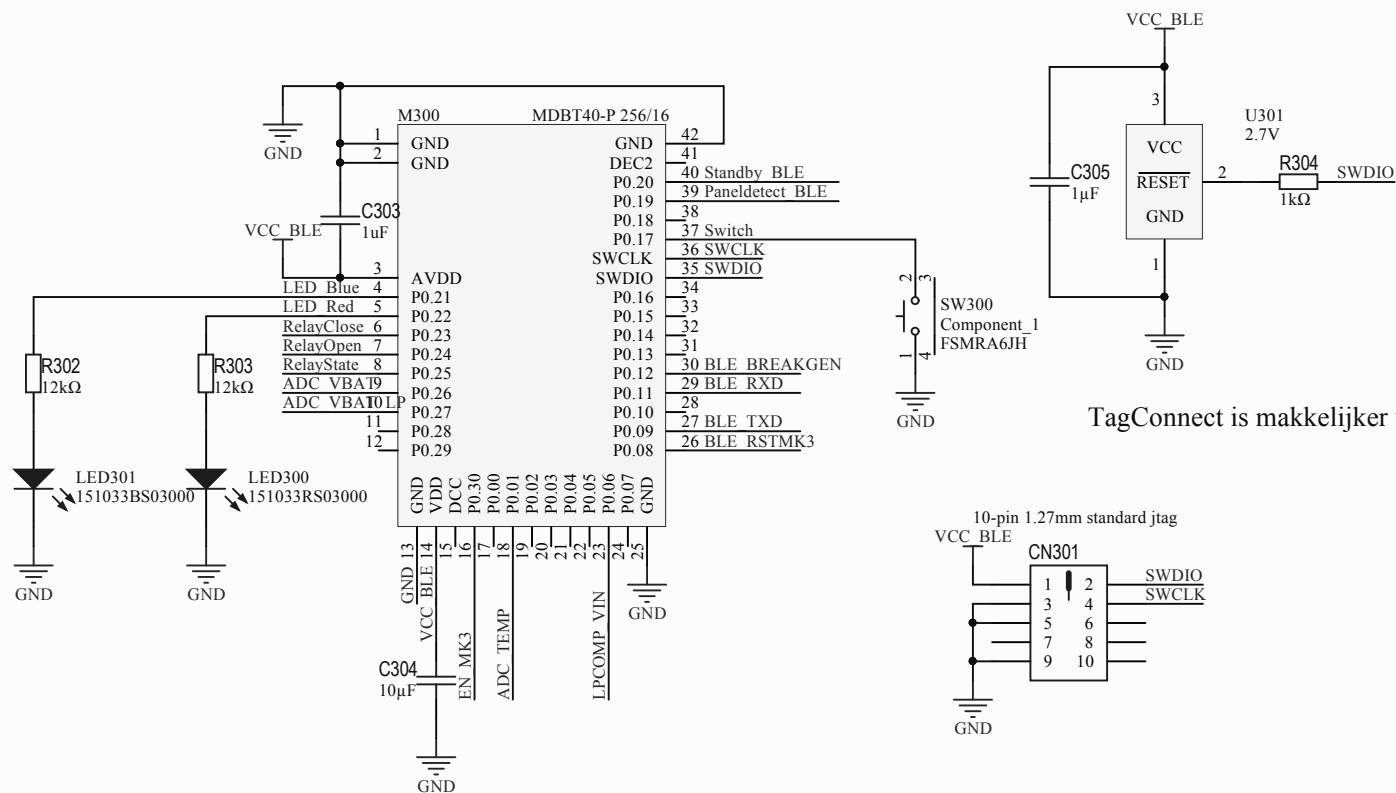 VCC_BLE
M300
MDBT40-P 256/16
GND
1 GND
2 GND
GND 42
DEC2 41
P0.20 40 Standby_BLE
P0.19 39 Paneldetect_BLE
P0.18 38
P0.17 37 Switch
SWCLK 36 SWCLK
SWDIO 35 SWDIO
P0.16 34
P0.15 33
P0.14 32
P0.13 31
P0.12 30 BLE_BREAKGEN
P0.11 29 BLE_RXD
P0.10 28
P0.09 27 BLE_TXD
P0.08 26 BLE_RSTMK3
C303
1uF
VCC_BLE
3 AVDD
LED_Blue 4 P0.21
LED_Red 5 P0.22
RelayClose 6 P0.23
RelayOpen 7 P0.24
RelayState 8 P0.25
ADC_VBAT 9 P0.26
ADC_VBAT_LP 10 P0.27
11 P0.28
12 P0.29
R302
12kΩ
R303
12kΩ
LED301
151033BS03000
LED300
151033RS03000
GND
GND
GND 13 GND
VDD 14 VCC_BLE
DCC 15
P0.30 16 EN_MK3
P0.00 17
P0.01 18 ADC_TEMP
P0.02 19
P0.03 20
P0.04 21
P0.05 22
P0.06 23 LPCOMP_VIN
P0.07 24
GND 25
GND
C304
10µF
GND
2 3
SW300
Component_1
FSMRA6JH
1 4
GND
3
U301
2.7V
VCC
C305
1µF
RESET 2
R304
1kΩ
SWDIO
GND
1
GND
TagConnect is makkelijker
10-pin 1.27mm standard jtag
VCC_BLE
CN301
1 2 SWDIO
3 4 SWCLK
5 6
7 8
9 10
GND